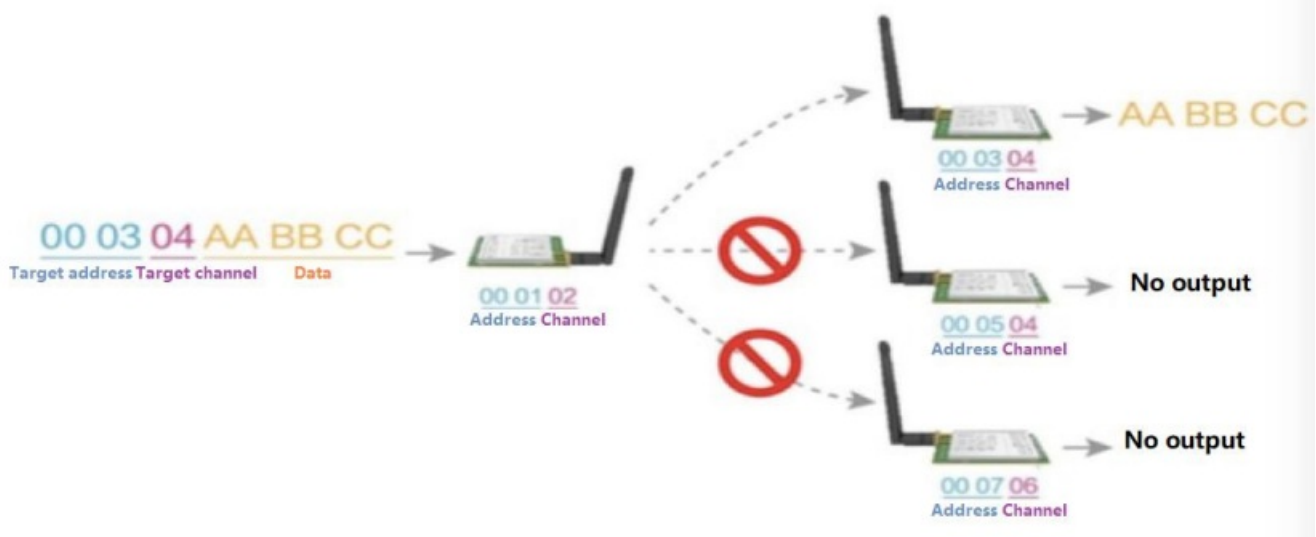 00 03 04 AA BB CC
Target address Target channel Data
00 01 02
Address Channel
AA BB CC
00 03 04
Address Channel
No output
00 05 04
Address Channel
No output
00 07 06
Address Channel